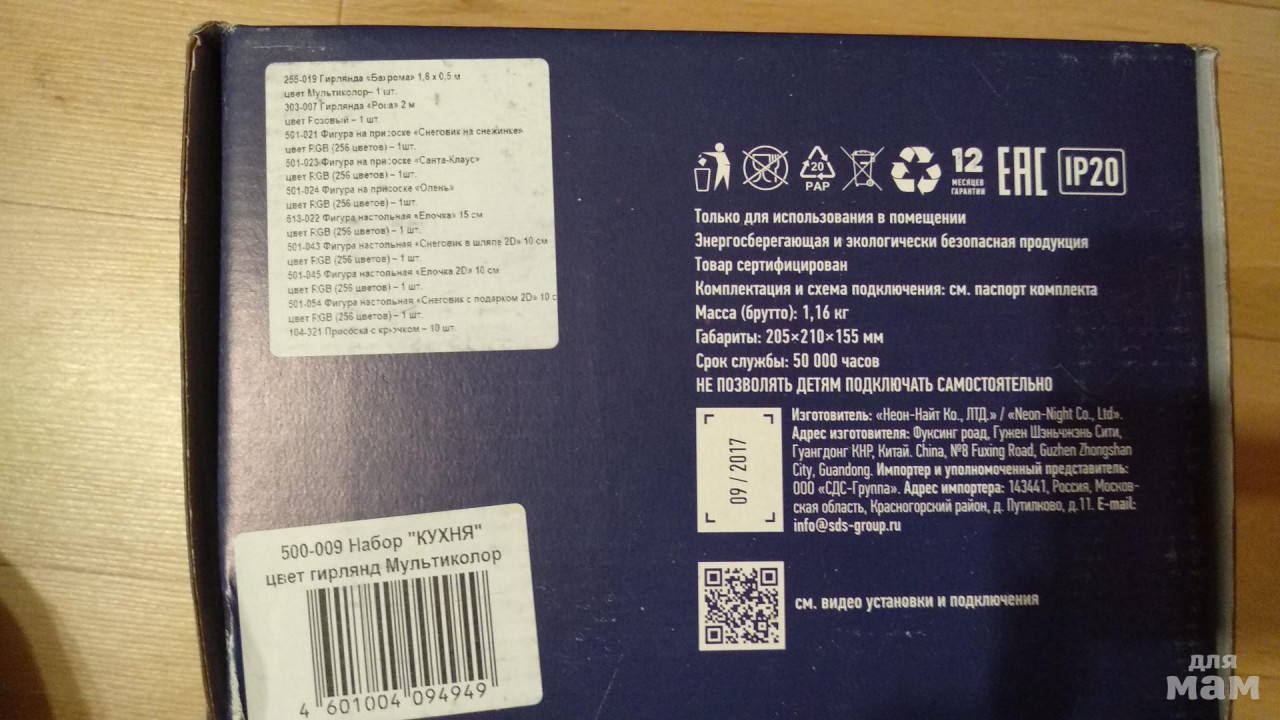 255-019 Гирлянда «Бахрома» 1,8 х 0,5 м
цвет Мультиколор– 1 шт.
303-007 Гирлянда «Роса» 2 м
цвет Розовый – 1 шт.
501-021 Фигура на присоске «Снеговик на снежинке»
цвет RGB (256 цветов) – 1шт.
501-023 Фигура на присоске «Санта-Клаус»
цвет RGB (256 цветов) – 1шт.
501-024 Фигура на присоске «Олень»
цвет RGB (256 цветов) – 1шт.
513-022 Фигура настольная «Елочка» 15 см
цвет RGB (256 цветов) – 1 шт.
501-043 Фигура настольная «Снеговик в шляпе 2D» 10 см
цвет RGB (256 цветов) – 1 шт.
501-045 Фигура настольная «Елочка 2D» 10 см
цвет RGB (256 цветов) – 1 шт.
501-054 Фигура настольная «Снеговик с подарком 2D» 10 с
цвет RGB (256 цветов) – 1 шт.
104-321 Присоска с крючком – 10 шт.
500-009 Набор "КУХНЯ"
цвет гирлянд Мультиколор
4 601004 094949
20
PAP
12
МЕСЯЦЕВ
ГАРАНТИИ
EAC
IP20
Только для использования в помещении
Энергосберегающая и экологически безопасная продукция
Товар сертифицирован
Комплектация и схема подключения: см. паспорт комплекта
Масса (брутто): 1,16 кг
Габариты: 205×210×155 мм
Срок службы: 50 000 часов
НЕ ПОЗВОЛЯТЬ ДЕТЯМ ПОДКЛЮЧАТЬ САМОСТОЯТЕЛЬНО
09 / 2017
Изготовитель: «Неон-Найт Ко., ЛТД.» / «Neon-Night Co., Ltd».
Адрес изготовителя: Фуксинг роад, Гужен Шэньчжэнь Сити,
Гуангдонг КНР, Китай. China, №8 Fuxing Road, Guzhen Zhongshan
City, Guandong. Импортер и уполномоченный представитель:
ООО «СДС-Группа». Адрес импортера: 143441, Россия, Москов-
ская область, Красногорский район, д. Путилково, д.11. E-mail:
info@sds-group.ru
см. видео установки и подключения
для
мам